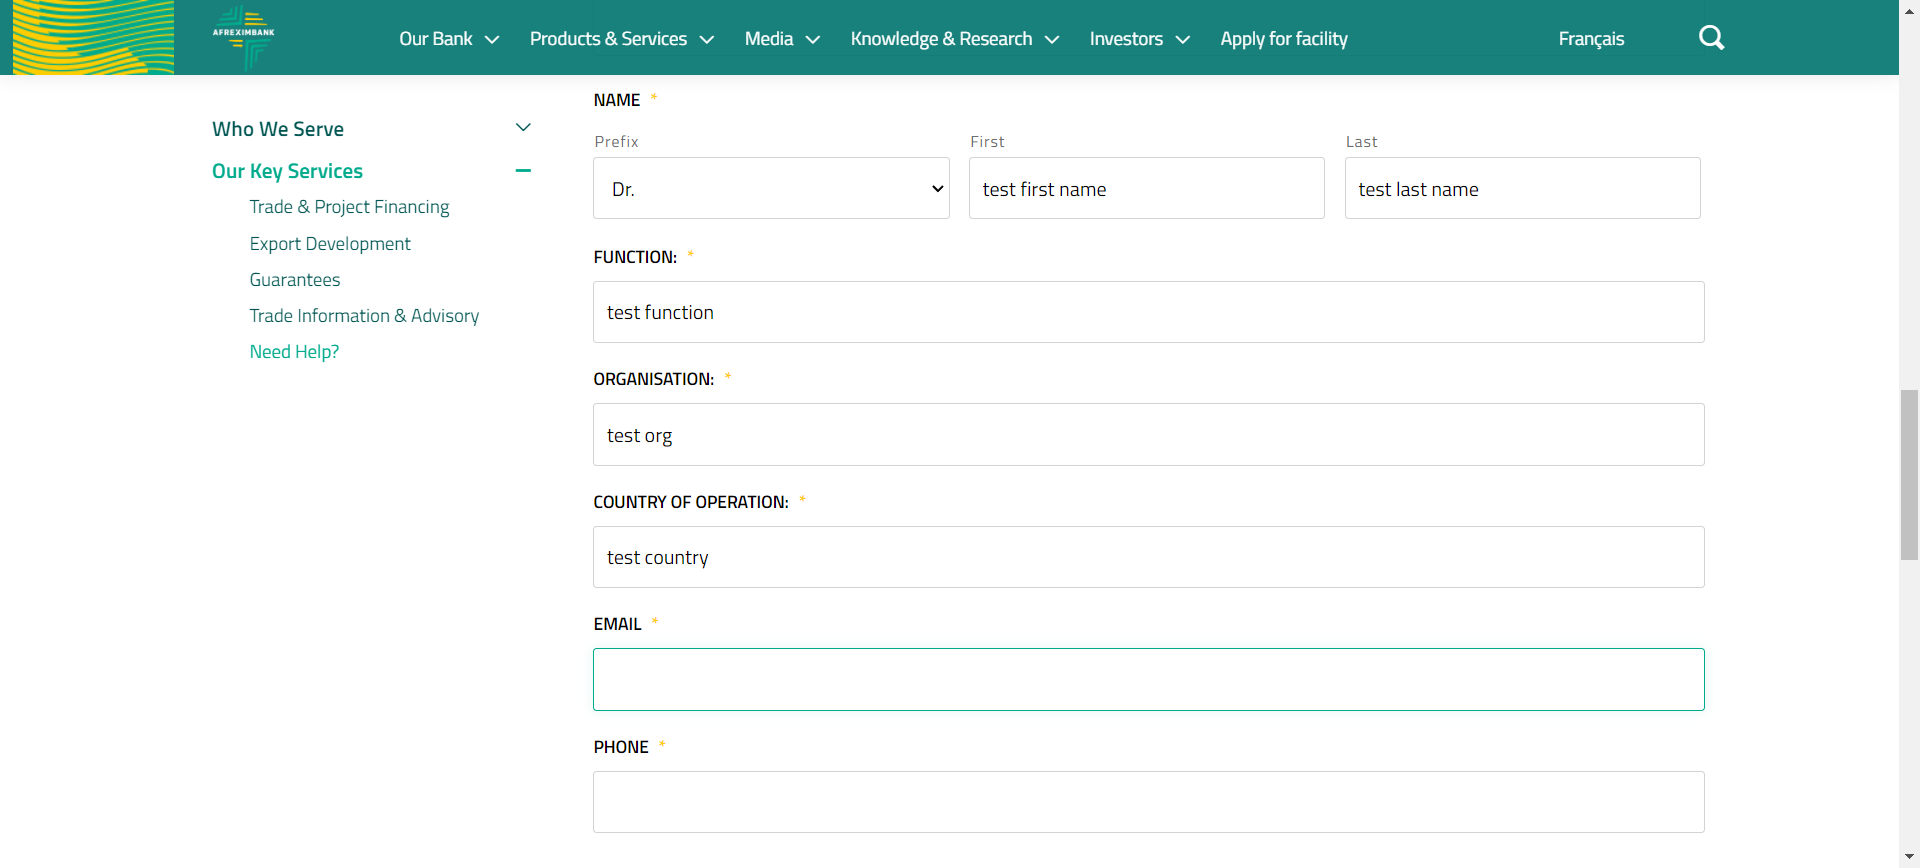 AFREXIMBANK
Our Bank
Products & Services
Media
Knowledge & Research
Investors
Apply for facility
Français
Who We Serve
Our Key Services
Trade & Project Financing
Export Development
Guarantees
Trade Information & Advisory
Need Help?
NAME *
Prefix
First
Last
Dr.
test first name
test last name
FUNCTION: *
test function
ORGANISATION: *
test org
COUNTRY OF OPERATION: *
test country
EMAIL *
PHONE *